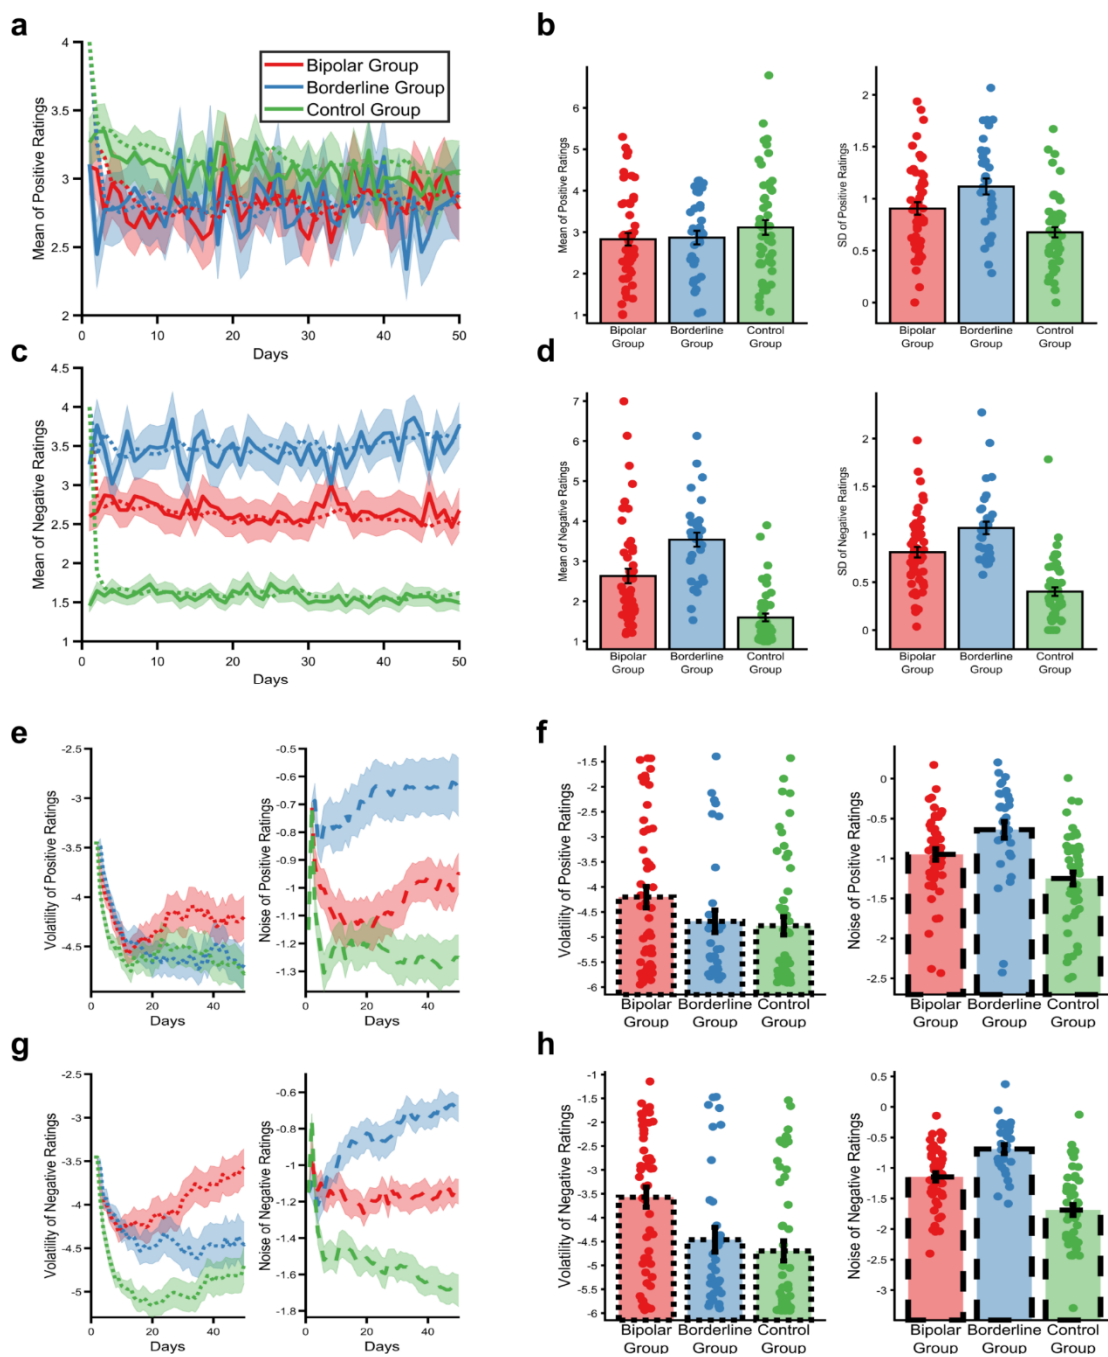 a
4
3.5
3
2.5
2
Mean of Positive Ratings
Bipolar Group
Borderline Group
Control Group
0
10
20
30
40
50
Days
b
6
5
4
3
2
1
Mean of Positive Ratings
Bipolar
Group
Borderline
Group
Control
Group
2
1
0
SD of Positive Ratings
Bipolar
Group
Borderline
Group
Control
Group
c
4.5
4
3.5
3
2.5
2
1.5
1
Mean of Negative Ratings
0
10
20
30
40
50
Days
d
7
6
5
4
3
2
1
Mean of Negative Ratings
Bipolar
Group
Borderline
Group
Control
Group
2
1
0.5
0
SD of Negative Ratings
Bipolar
Group
Borderline
Group
Control
Group
e
-2.5
-3
-3.5
-4.5
Volatility of Positive Ratings
0
20
40
Days
-0.5
-0.6
-0.7
-0.8
-0.9
-1
-1.1
-1.2
-1.3
Noise of Positive Ratings
0
20
40
Days
f
-1.5
-2
-2.5
-3
-3.5
-4
-4.5
-5
-5.5
-6
Volatility of Positive Ratings
Bipolar
Group
Borderline
Group
Control
Group
0
-0.5
-1
-1.5
-2
-2.5
Noise of Positive Ratings
Bipolar
Group
Borderline
Group
Control
Group
g
-2.5
-3
-3.5
-4
-4.5
-5
Volatility of Negative Ratings
0
20
40
Days
-0.6
-0.8
-1
-1.2
-1.4
-1.6
-1.8
Noise of Negative Ratings
0
20
40
Days
h
-1
-1.5
-2
-2.5
-3
-3.5
-4
-4.5
-5
-5.5
-6
Volatility of Negative Ratings
Bipolar
Group
Borderline
Group
Control
Group
0.5
0
-0.5
-1
-1.5
-2
-2.5
-3
Noise of Negative Ratings
Bipolar
Group
Borderline
Group
Control
Group